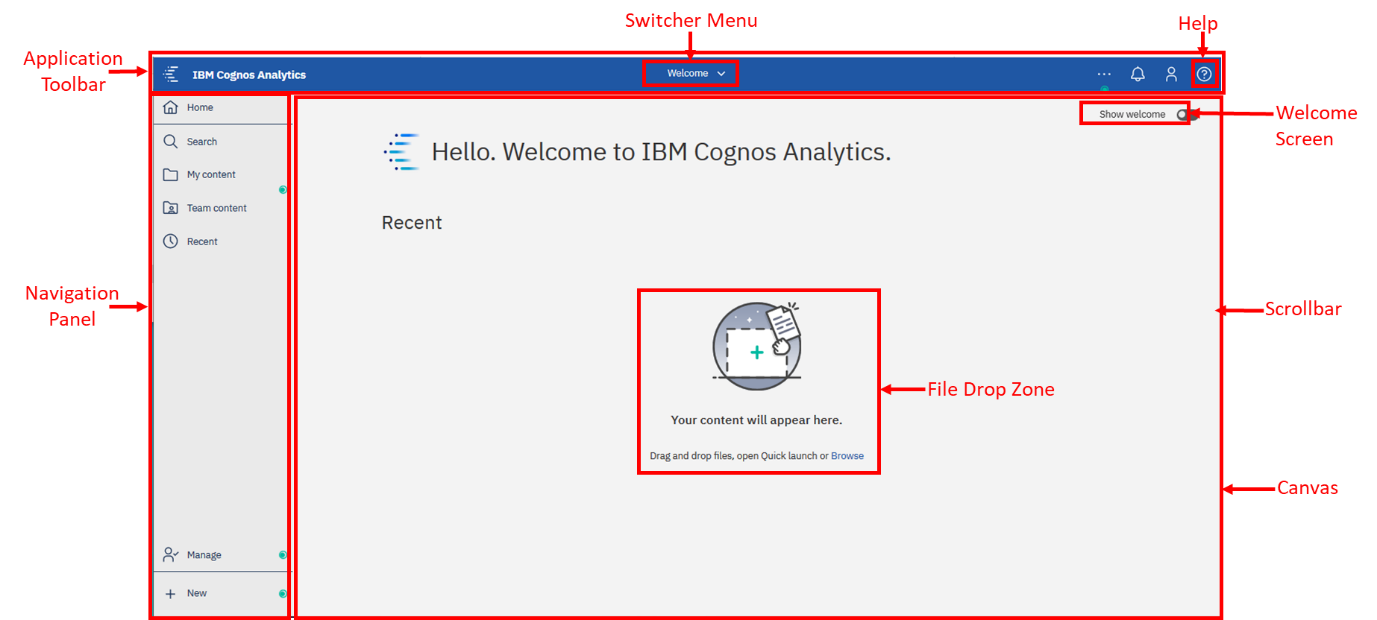 Switcher Menu
Help
Application
Toolbar
IBM Cognos Analytics
Welcome
Home
Show welcome
Welcome
Screen
Search
Hello. Welcome to IBM Cognos Analytics.
My content
Team content
Recent
Recent
Navigation
Panel
Scrollbar
File Drop Zone
Your content will appear here.
Drag and drop files, open Quick launch or Browse
Canvas
Manage
New